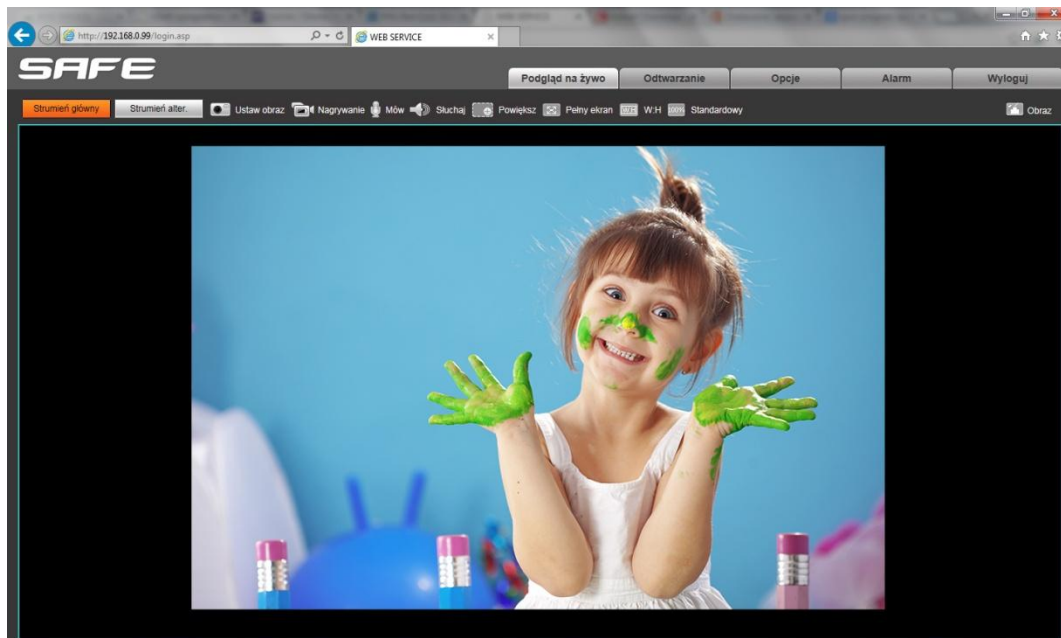 http://192.168.0.99/login.asp
WEB SERVICE
SAFE
Podgląd na żywo
Odtwarzanie
Opcje
Alarm
Wyloguj
Strumień główny
Strumień alter.
Ustaw obraz
Nagrywanie
Mów
Słuchaj
Powiększ
Pełny ekran
W:H
W:H
100%
Standardowy
Obraz